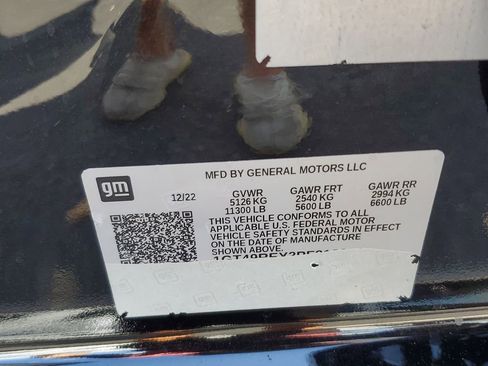 gm
MFD BY GENERAL MOTORS LLC
12/22
GVWR GAWR FRT GAWR RR
5126 KG 2540 KG 2994 KG
11300 LB 5600 LB 6600 LB
THIS VEHICLE CONFORMS TO ALL
APPLICABLE U.S. FEDERAL MOTOR
VEHICLE SAFETY STANDARDS IN EFFECT
ON THE DATE OF MANUFACTURE
SHOWN ABOVE.